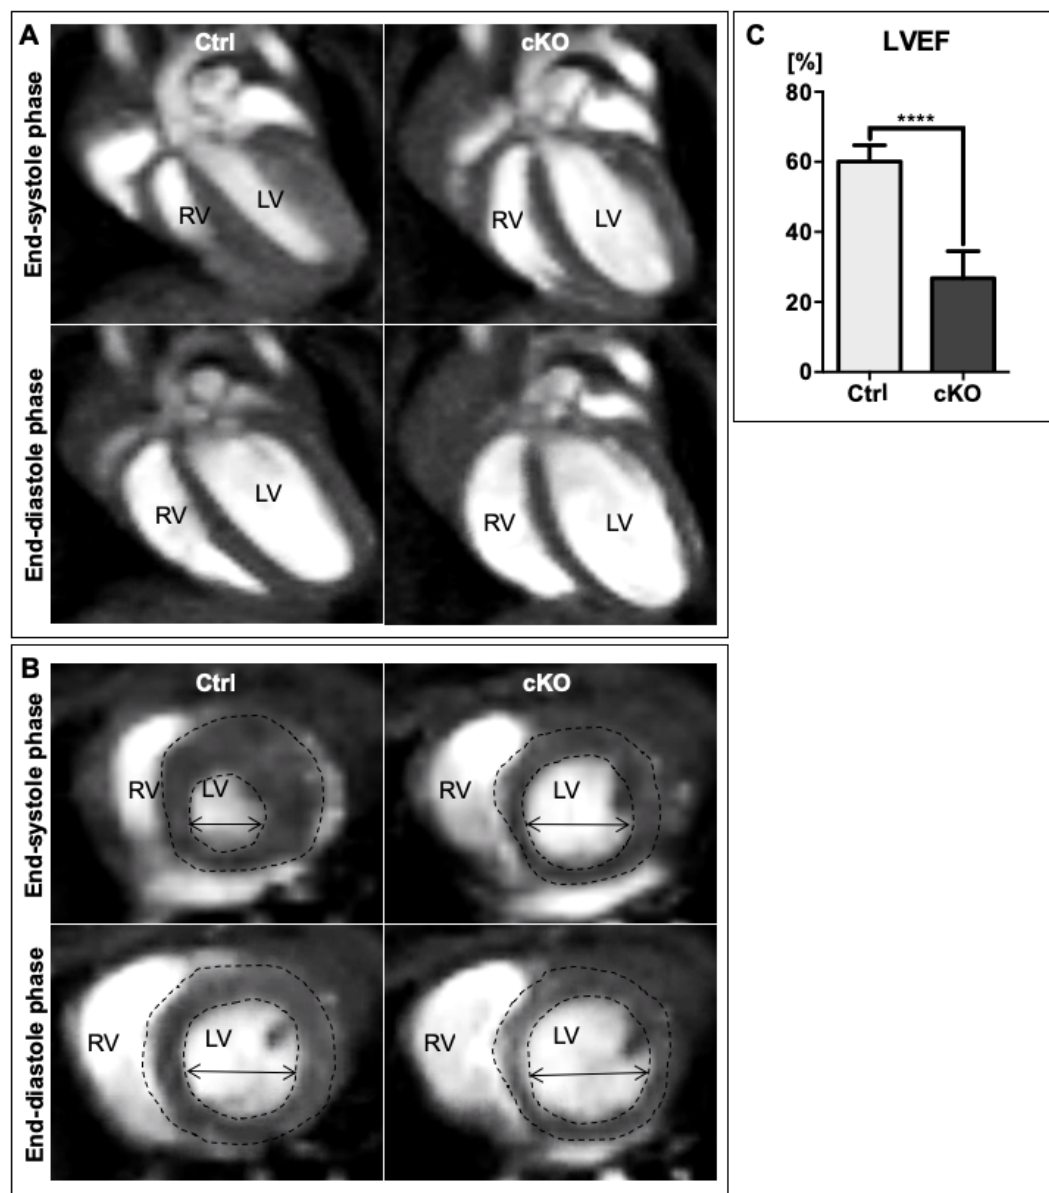 A
Ctrl
cKO
End-systole phase
RV
LV
RV
LV
End-diastole phase
RV
LV
RV
LV
B
Ctrl
cKO
End-systole phase
RV
LV
RV
LV
End-diastole phase
RV
LV
RV
LV
C
LVEF
[%]
80
60
40
20
0
****
Ctrl
cKO